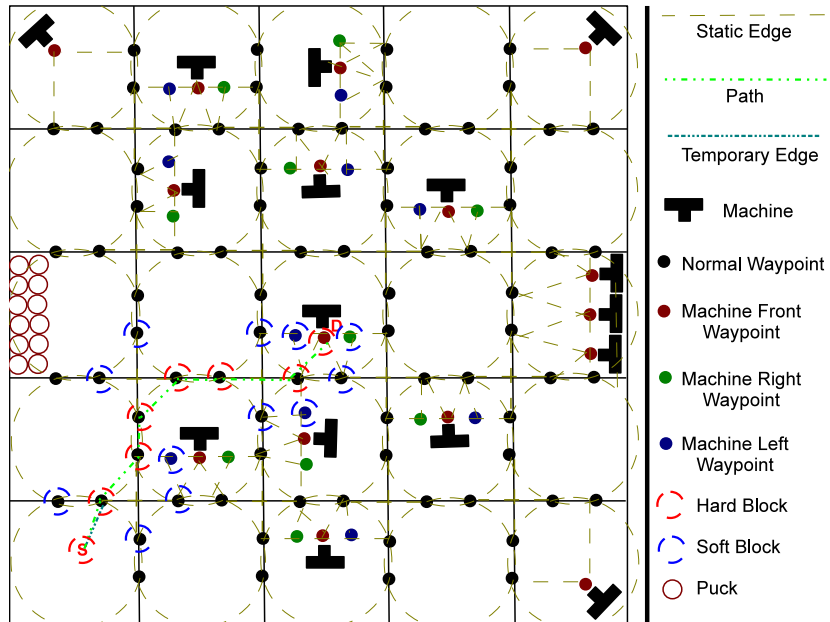 Static Edge
Path
Temporary Edge
Machine
Normal Waypoint
Machine Front
Waypoint
Machine Right
Waypoint
Machine Left
Waypoint
Hard Block
Soft Block
Puck
D
S